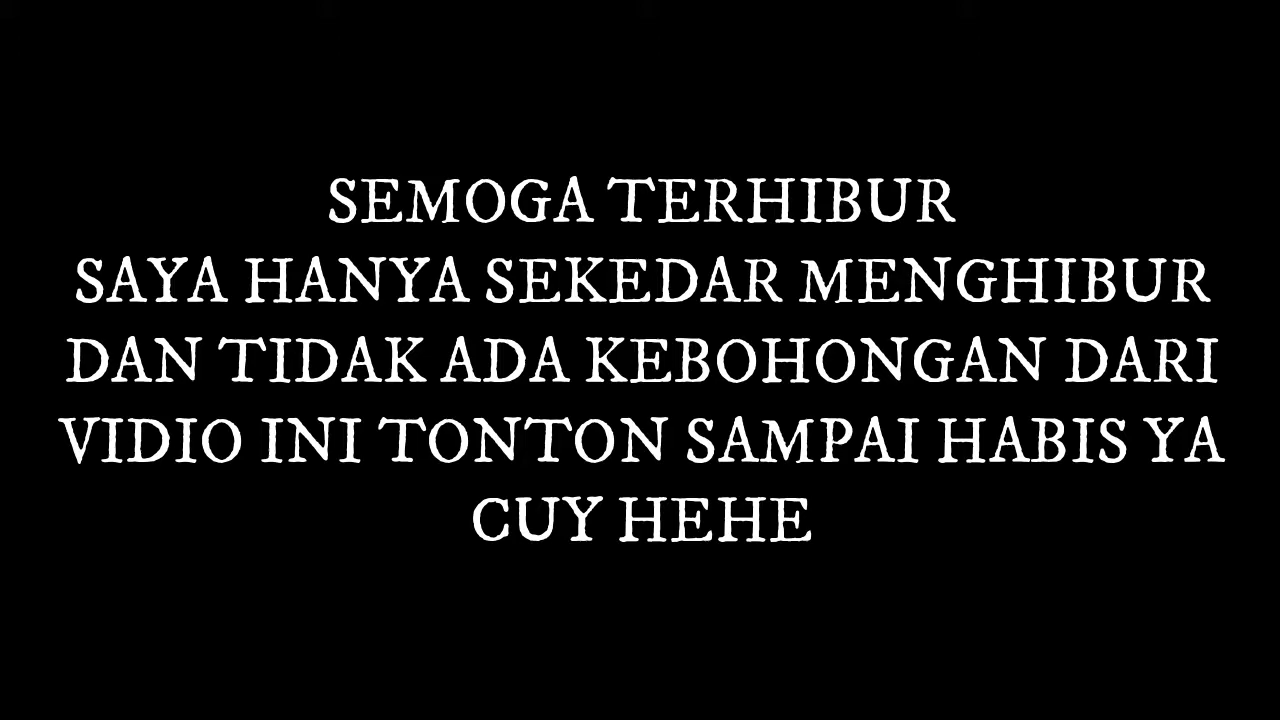 SEMOGA TERHIBUR
SAYA HANYA SEKEDAR MENGHIBUR
DAN TIDAK ADA KEBOHONGAN DARI
VIDIO INI TONTON SAMPAI HABIS YA
CUY HEHE